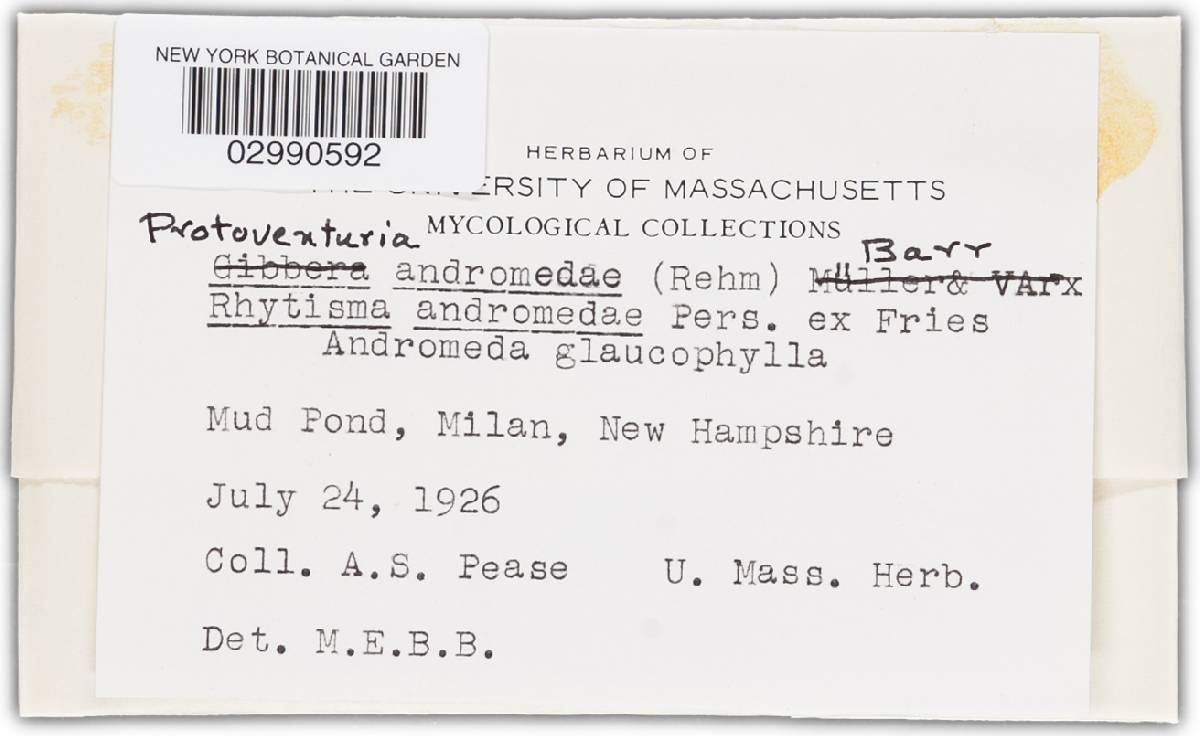 NEW YORK BOTANICAL GARDEN
02990592
HERBARIUM OF
THE UNIVERSITY OF MASSACHUSETTS
MYCOLOGICAL COLLECTIONS
Protoventuria Barr
Gibbera andromedae (Rehm) Müller& VArx
Rhytisma andromedae Pers. ex Fries
Andromeda glaucophylla
Mud Pond, Milan, New Hampshire
July 24, 1926
Coll. A.S. Pease U. Mass. Herb.
Det. M.E.B.B.